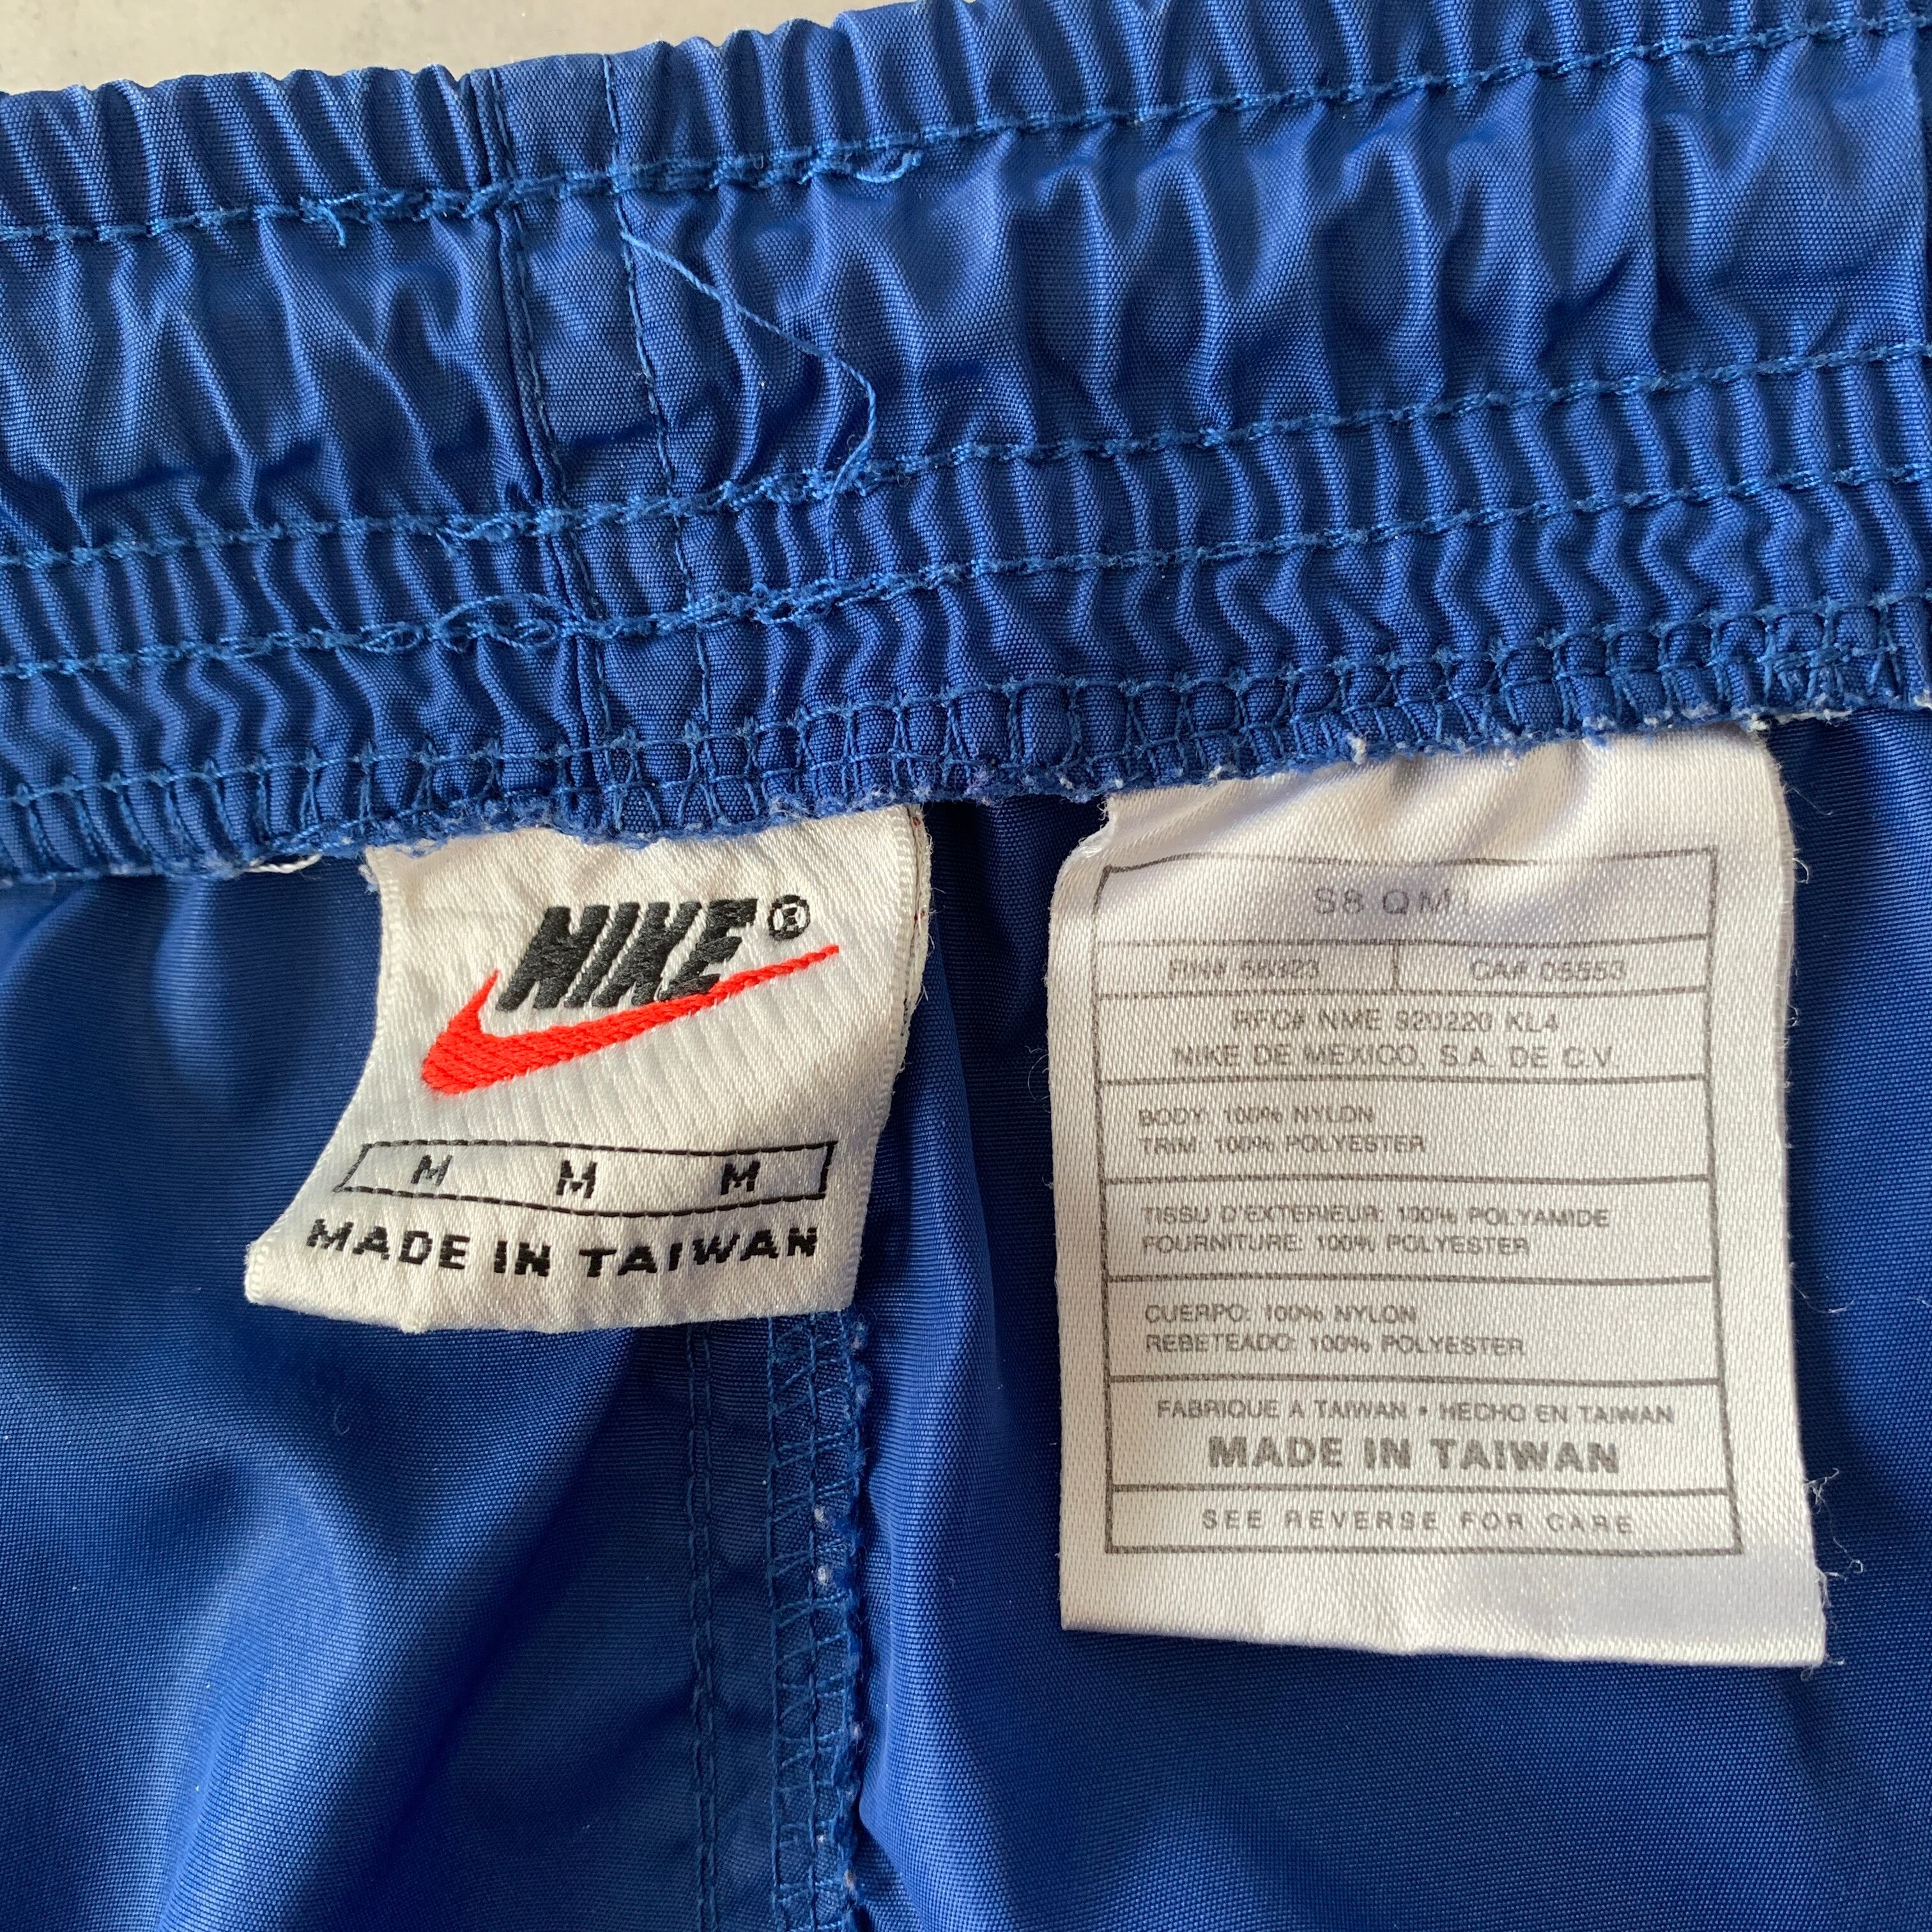 NIKE®
M M M
MADE IN TAIWAN
S8 QM
RN# 56323 CA# 05553
RFC# NME 920220 KL4
NIKE DE MEXICO, S.A. DE C.V
BODY: 100% NYLON
TRIM: 100% POLYESTER
TISSU D'EXTERIEUR: 100% POLYAMIDE
FOURNITURE: 100% POLYESTER
CUERPO: 100% NYLON
REBETEADO: 100% POLYESTER
FABRIQUE A TAIWAN • HECHO EN TAIWAN
MADE IN TAIWAN
SEE REVERSE FOR CARE